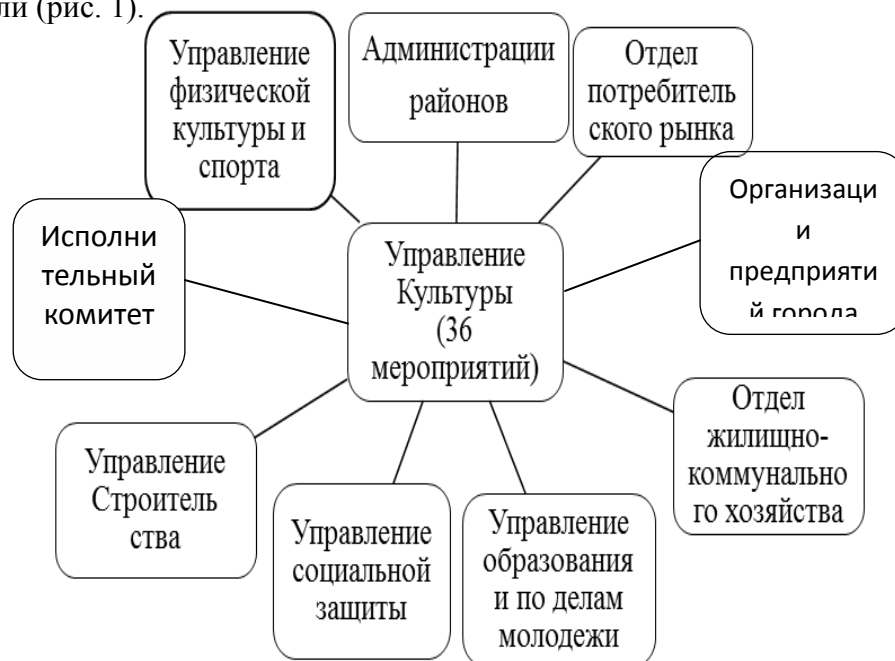 ли (рис. 1).
Управление
физической
культуры и
спорта
Администрации
районов
Отдел
потребитель
ского рынка
Организаци
и
предприяти
й города
Исполни
тельный
комитет
Управление
Культуры
(36
мероприятий)
Отдел
жилищно-
коммунально
го хозяйства
Управление
Строитель
ства
Управление
социальной
защиты
Управление
образования
и по делам
молодежи